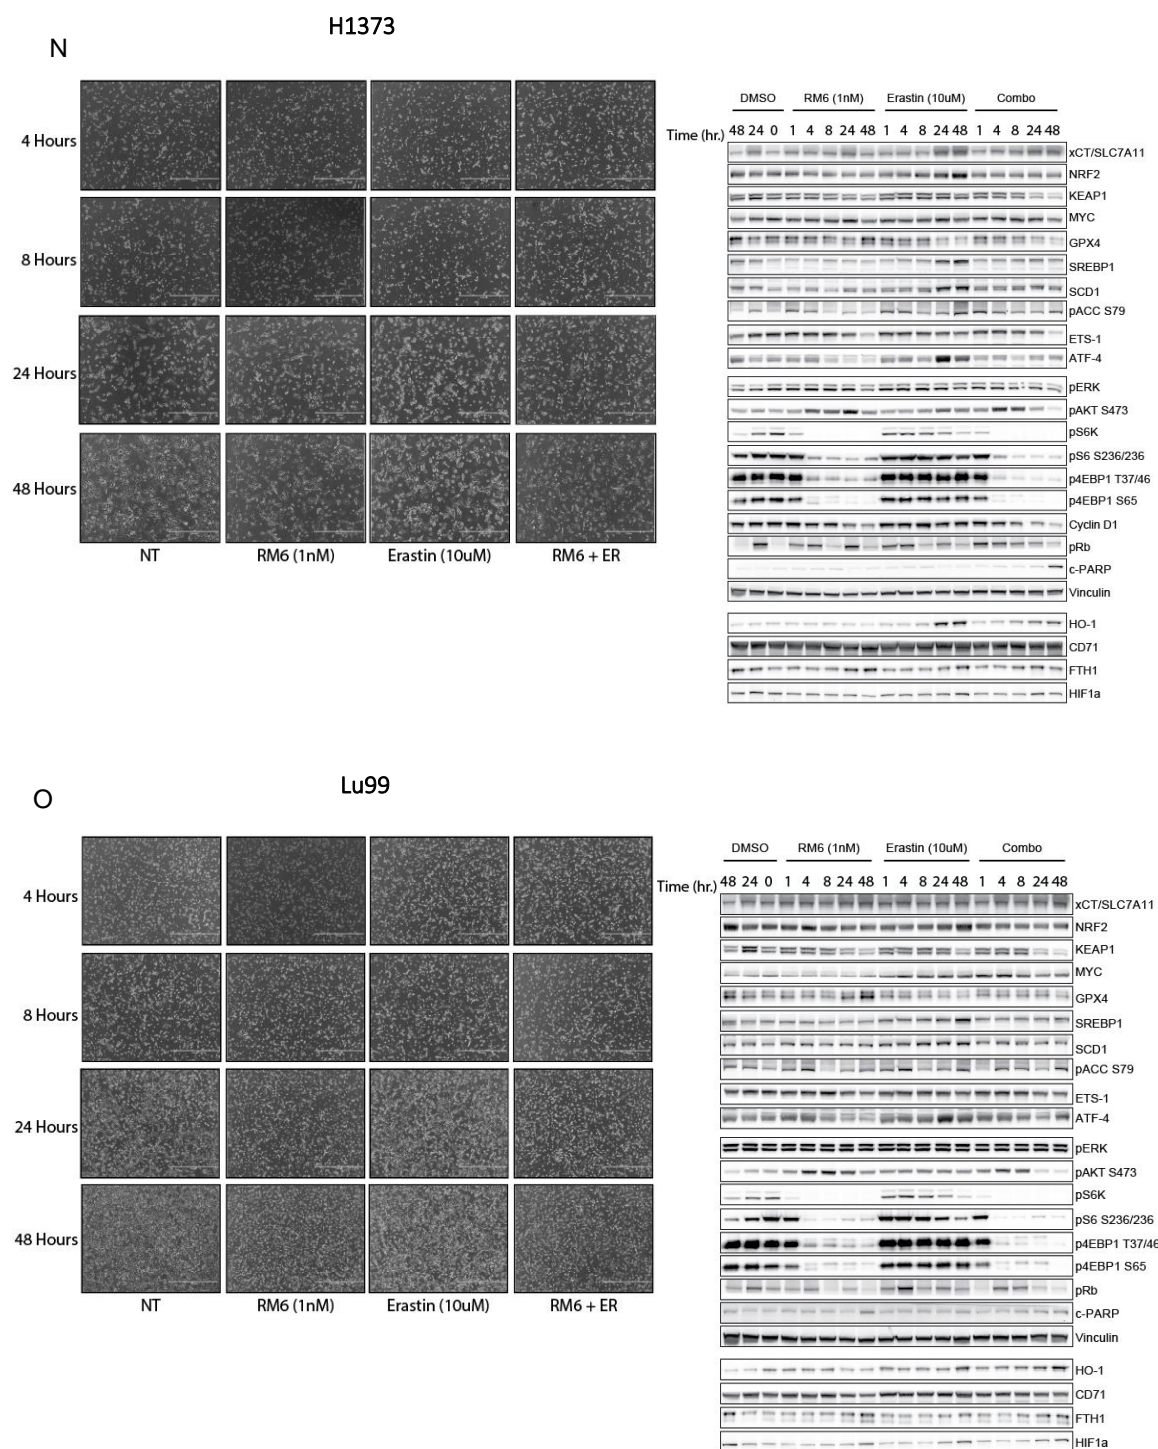 N
H1373
4 Hours
8 Hours
24 Hours
48 Hours
NT RM6 (1nM) Erastin (10uM) RM6 + ER
DMSO RM6 (1nM) Erastin (10uM) Combo
Time (hr.) 48 24 0 1 4 8 24 48 1 4 8 24 48 1 4 8 24 48
xCT/SLC7A11
NRF2
KEAP1
MYC
GPX4
SREBP1
SCD1
pACC S79
ETS-1
ATF-4
pERK
pAKT S473
pS6K
pS6 S236/236
p4EBP1 T37/46
p4EBP1 S65
Cyclin D1
pRb
c-PARP
Vinculin
HO-1
CD71
FTH1
HIF1a
O
Lu99
4 Hours
8 Hours
24 Hours
48 Hours
NT RM6 (1nM) Erastin (10uM) RM6 + ER
DMSO RM6 (1nM) Erastin (10uM) Combo
Time (hr.) 48 24 0 1 4 8 24 48 1 4 8 24 48 1 4 8 24 48
xCT/SLC7A11
NRF2
KEAP1
MYC
GPX4
SREBP1
SCD1
pACC S79
ETS-1
ATF-4
pERK
pAKT S473
pS6K
pS6 S236/236
p4EBP1 T37/46
p4EBP1 S65
pRb
c-PARP
Vinculin
HO-1
CD71
FTH1
HIF1a